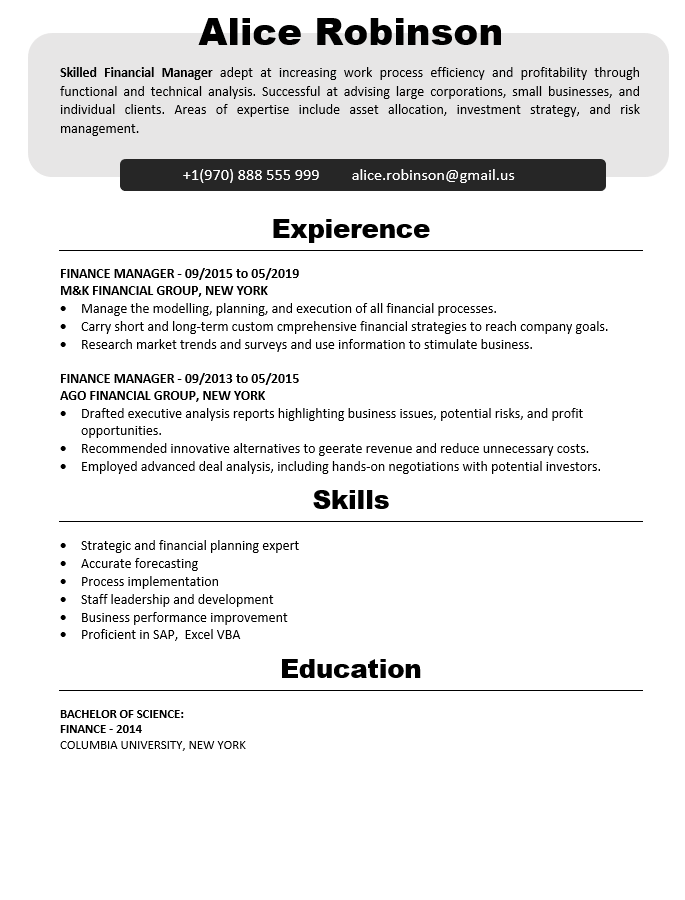 Alice Robinson
Skilled Financial Manager adept at increasing work process efficiency and profitability through
functional and technical analysis. Successful at advising large corporations, small businesses, and
individual clients. Areas of expertise include asset allocation, investment strategy, and risk
management.
+1(970) 888 555 999 alice.robinson@gmail.us
Expierence
FINANCE MANAGER - 09/2015 to 05/2019
M&K FINANCIAL GROUP, NEW YORK
• Manage the modelling, planning, and execution of all financial processes.
• Carry short and long-term custom cmprehensive financial strategies to reach company goals.
• Research market trends and surveys and use information to stimulate business.
FINANCE MANAGER - 09/2013 to 05/2015
AGO FINANCIAL GROUP, NEW YORK
• Drafted executive analysis reports highlighting business issues, potential risks, and profit
opportunities.
• Recommended innovative alternatives to geerate revenue and reduce unnecessary costs.
• Employed advanced deal analysis, including hands-on negotiations with potential investors.
Skills
• Strategic and financial planning expert
• Accurate forecasting
• Process implementation
• Staff leadership and development
• Business performance improvement
• Proficient in SAP, Excel VBA
Education
BACHELOR OF SCIENCE:
FINANCE - 2014
COLUMBIA UNIVERSITY, NEW YORK